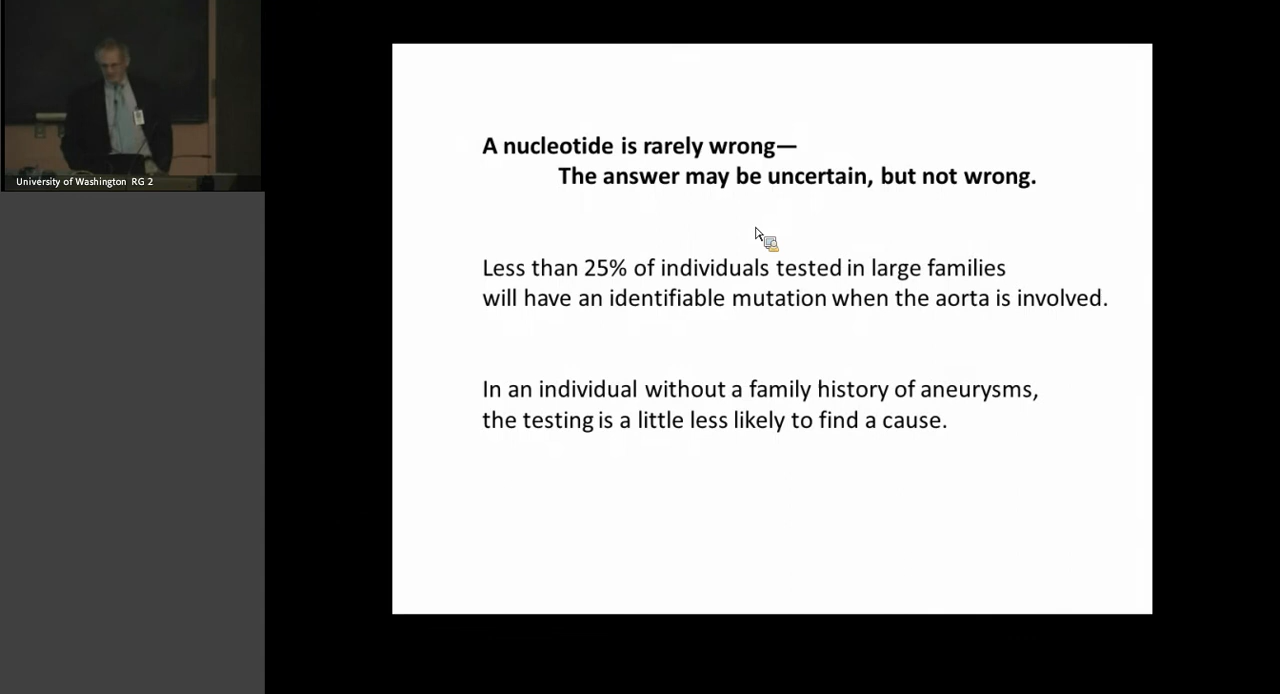 University of Washington RG 2
A nucleotide is rarely wrong—
The answer may be uncertain, but not wrong.
Less than 25% of individuals tested in large families
will have an identifiable mutation when the aorta is involved.
In an individual without a family history of aneurysms,
the testing is a little less likely to find a cause.